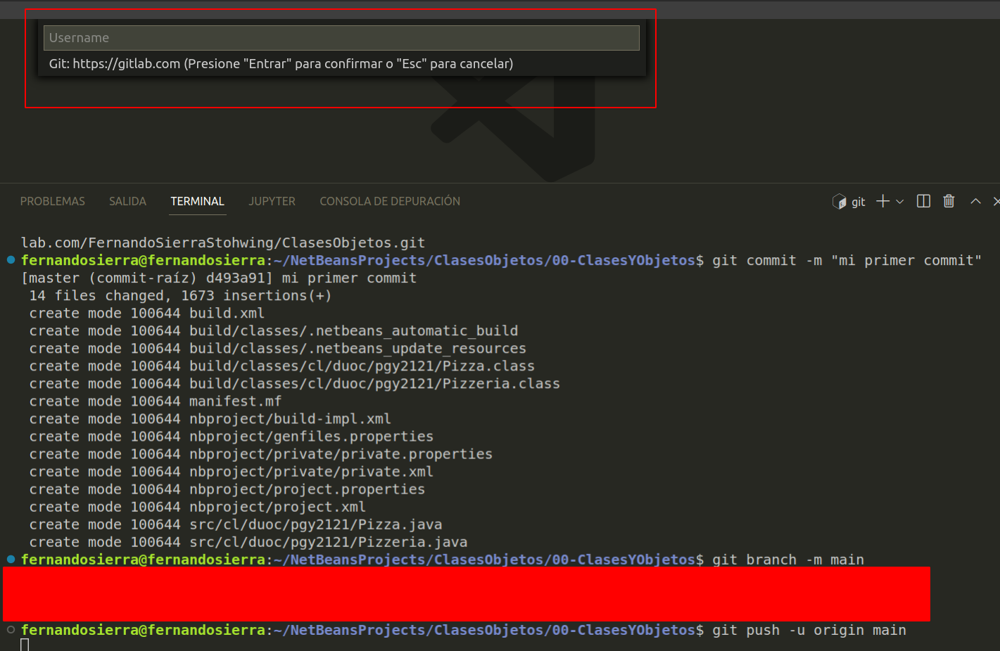 Username
Git: https://gitlab.com (Presione "Entrar" para confirmar o "Esc" para cancelar)
PROBLEMAS SALIDA TERMINAL JUPYTER CONSOLA DE DEPURACIÓN git
lab.com/FernandoSierraStohwing/ClasesObjetos.git
fernandosierra@fernandosierra:~/NetBeansProjects/ClasesObjetos/00-ClasesYObjetos$ git commit -m "mi primer commit"
[master (commit-raíz) d493a91] mi primer commit
14 files changed, 1673 insertions(+)
create mode 100644 build.xml
create mode 100644 build/classes/.netbeans_automatic_build
create mode 100644 build/classes/.netbeans_update_resources
create mode 100644 build/classes/cl/duoc/pgy2121/Pizza.class
create mode 100644 build/classes/cl/duoc/pgy2121/Pizzeria.class
create mode 100644 manifest.mf
create mode 100644 nbproject/build-impl.xml
create mode 100644 nbproject/genfiles.properties
create mode 100644 nbproject/private/private.properties
create mode 100644 nbproject/private/private.xml
create mode 100644 nbproject/project.properties
create mode 100644 nbproject/project.xml
create mode 100644 src/cl/duoc/pgy2121/Pizza.java
create mode 100644 src/cl/duoc/pgy2121/Pizzeria.java
fernandosierra@fernandosierra:~/NetBeansProjects/ClasesObjetos/00-ClasesYObjetos$ git branch -m main
fernandosierra@fernandosierra:~/NetBeansProjects/ClasesObjetos/00-ClasesYObjetos$ git push -u origin main